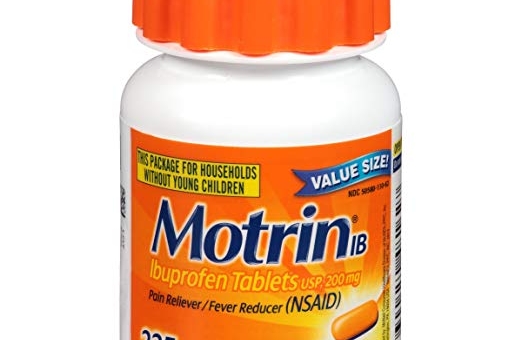 THIS PACKAGE FOR HOUSEHOLDS
WITHOUT YOUNG CHILDREN
VALUE SIZE!
Motrin® IB
Ibuprofen Tablets USP, 200 mg
Pain Reliever/Fever Reducer (NSAID)